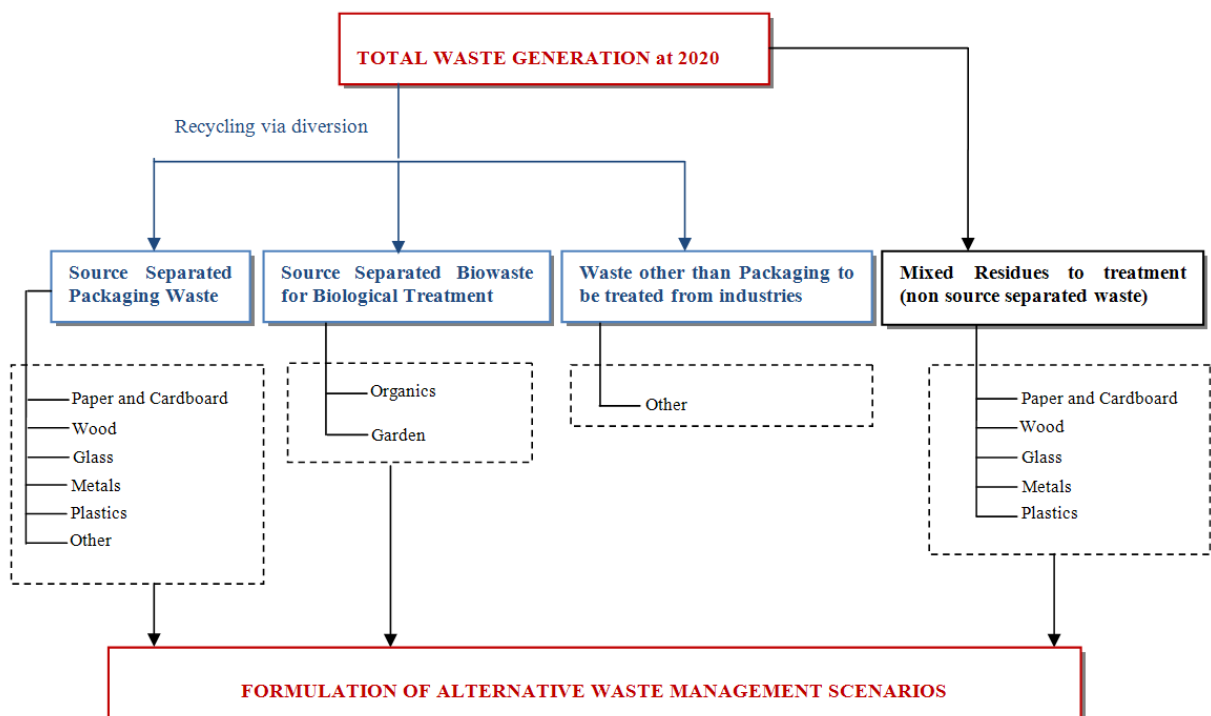 TOTAL WASTE GENERATION at 2020
Recycling via diversion
Source Separated
Packaging Waste
Source Separated Biowaste
for Biological Treatment
Waste other than Packaging to
be treated from industries
Mixed Residues to treatment
(non source separated waste)
Paper and Cardboard
Wood
Glass
Metals
Plastics
Other
Organics
Garden
Other
Paper and Cardboard
Wood
Glass
Metals
Plastics
FORMULATION OF ALTERNATIVE WASTE MANAGEMENT SCENARIOS